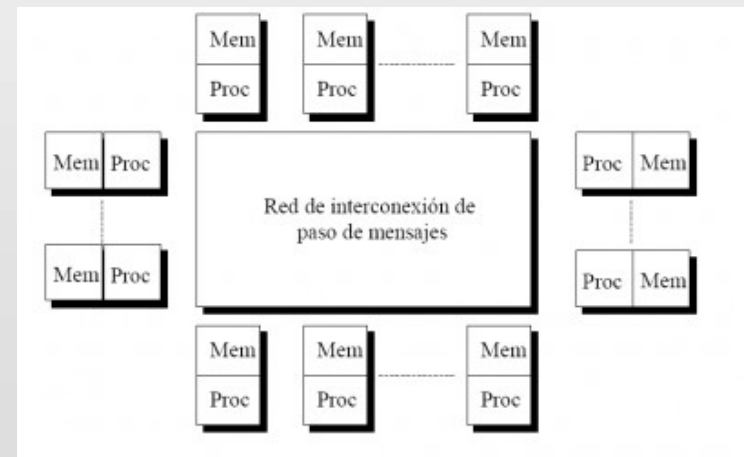 Mem Mem Mem
Proc Proc Proc
Mem Proc
Proc Mem
Red de interconexión de
paso de mensajes
Mem Proc
Proc Mem
Mem Mem Mem
Proc Proc Proc